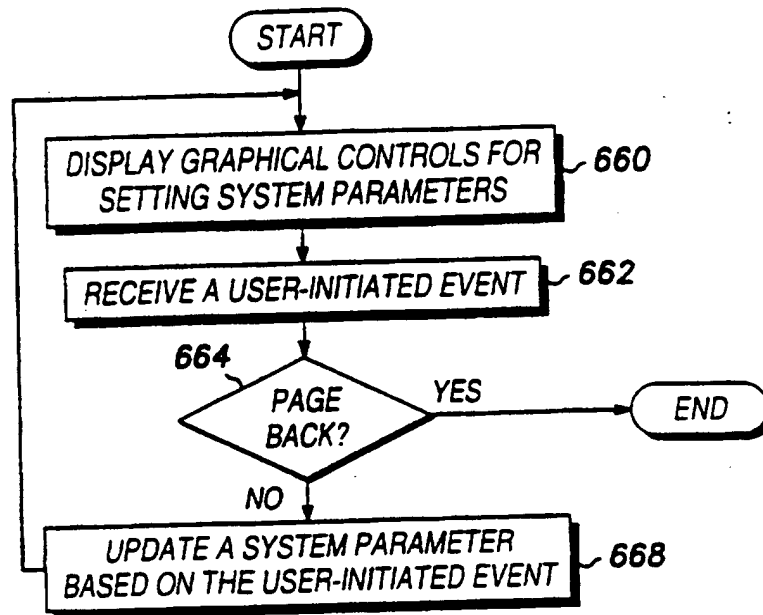 START
DISPLAY GRAPHICAL CONTROLS FOR
SETTING SYSTEM PARAMETERS
660
RECEIVE A USER-INITIATED EVENT
662
664
PAGE
BACK?
YES
END
NO
UPDATE A SYSTEM PARAMETER
BASED ON THE USER-INITIATED EVENT
668